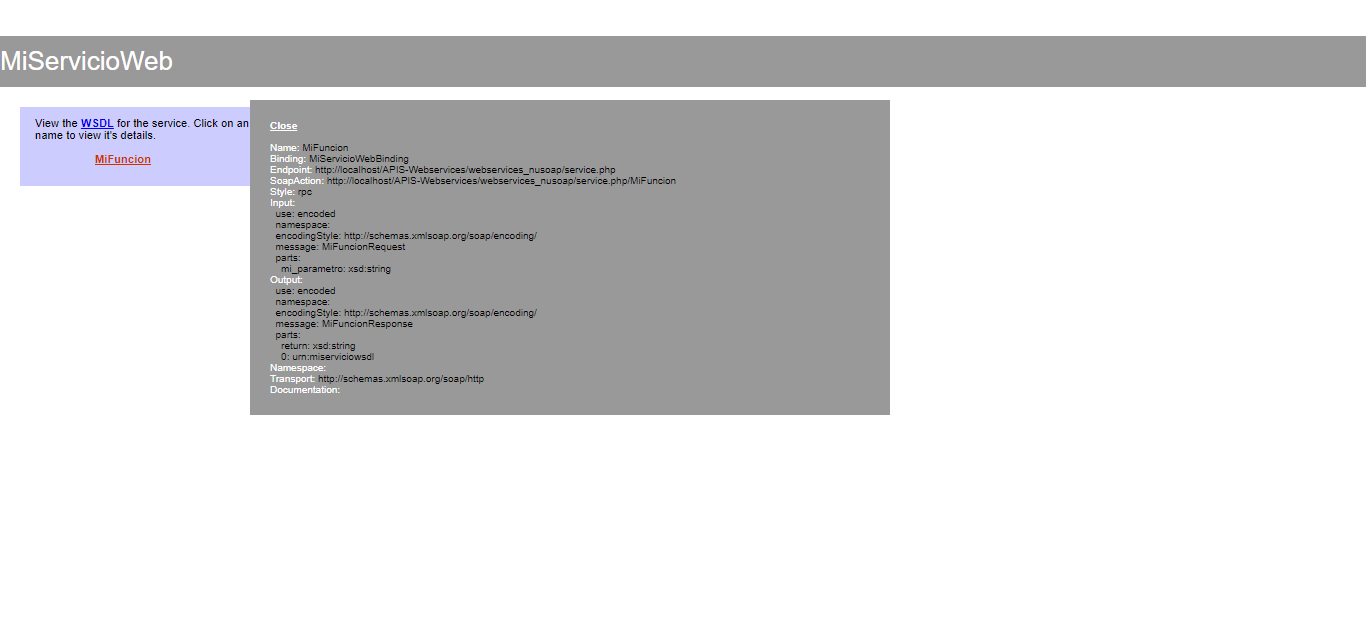 MiServicioWeb
View the WSDL for the service. Click on an
name to view it's details.
MiFuncion
Close
Name: MiFuncion
Binding: MiServicioWebBinding
Endpoint: http://localhost/APIS-Webservices/webservices_nusoap/service.php
SoapAction: http://localhost/APIS-Webservices/webservices_nusoap/service.php/MiFuncion
Style: rpc
Input:
use: encoded
namespace:
encodingStyle: http://schemas.xmlsoap.org/soap/encoding/
message: MiFuncionRequest
parts:
mi_parametro: xsd:string
Output:
use: encoded
namespace:
encodingStyle: http://schemas.xmlsoap.org/soap/encoding/
message: MiFuncionResponse
parts:
return: xsd:string
0: urn:miserviciowsdl
Namespace:
Transport: http://schemas.xmlsoap.org/soap/http
Documentation: